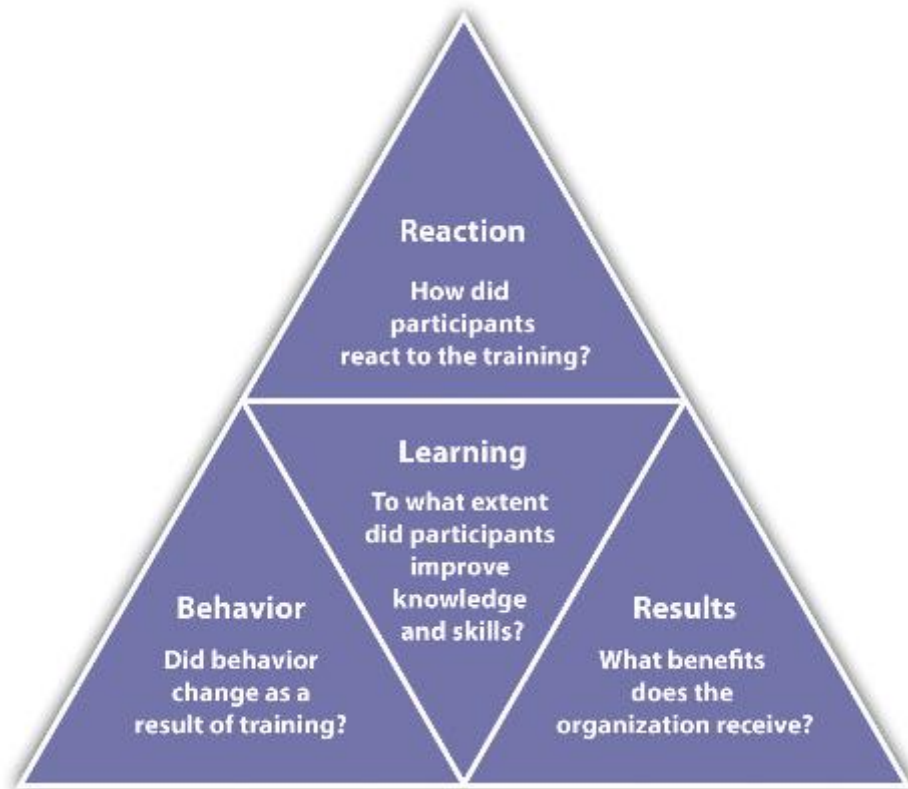 Reaction
How did
participants
react to the training?
Learning
To what extent
did participants
improve
knowledge
and skills?
Behavior
Did behavior
change as a
result of training?
Results
What benefits
does the
organization receive?